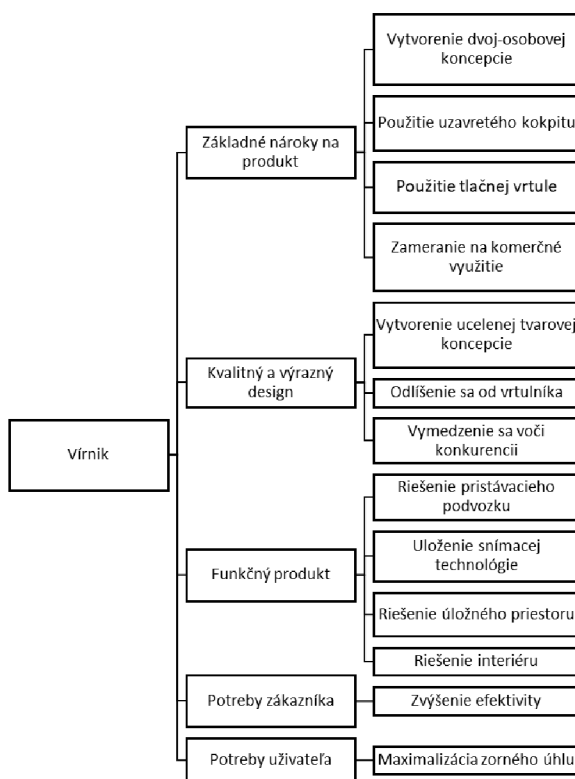 Vírnik
Základné nároky na
produkt
Vytvorenie dvoj-osobovej
koncepcie
Použitie uzavretého kokpitu
Použitie tlačnej vrtule
Zameranie na komerčné
využitie
Kvalitný a výrazný
design
Vytvorenie ucelenej tvarovej
koncepcie
Odlíšenie sa od vrtulníka
Vymedzenie sa voči
konkurencii
Funkčný produkt
Riešenie pristávacieho
podvozku
Uloženie snímacej
technológie
Riešenie úložného priestoru
Riešenie interiéru
Potreby zákazníka
Zvýšenie efektivity
Potreby uživateľa
Maximalizácia zorného úhlu